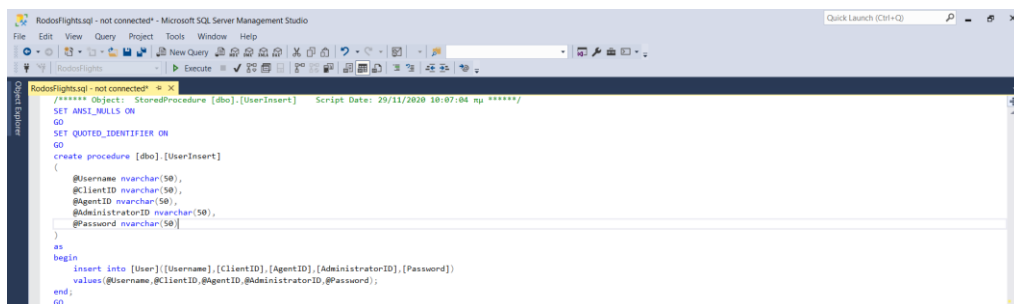 RodosFlights.sql - not connected* - Microsoft SQL Server Management Studio
Quick Launch (Ctrl+Q)
File Edit View Query Project Tools Window Help
New Query
RodosFlights Execute
Object Explorer
RodosFlights.sql - not connected*
/****** Object: StoredProcedure [dbo].[UserInsert] Script Date: 29/11/2020 10:07:04 πμ ******/
SET ANSI_NULLS ON
GO
SET QUOTED_IDENTIFIER ON
GO
create procedure [dbo].[UserInsert]
(
@Username nvarchar(50),
@ClientID nvarchar(50),
@AgentID nvarchar(50),
@AdministratorID nvarchar(50),
@Password nvarchar(50)
)
as
begin
insert into [User]([Username],[ClientID],[AgentID],[AdministratorID],[Password])
values(@Username,@ClientID,@AgentID,@AdministratorID,@Password);
end;
GO